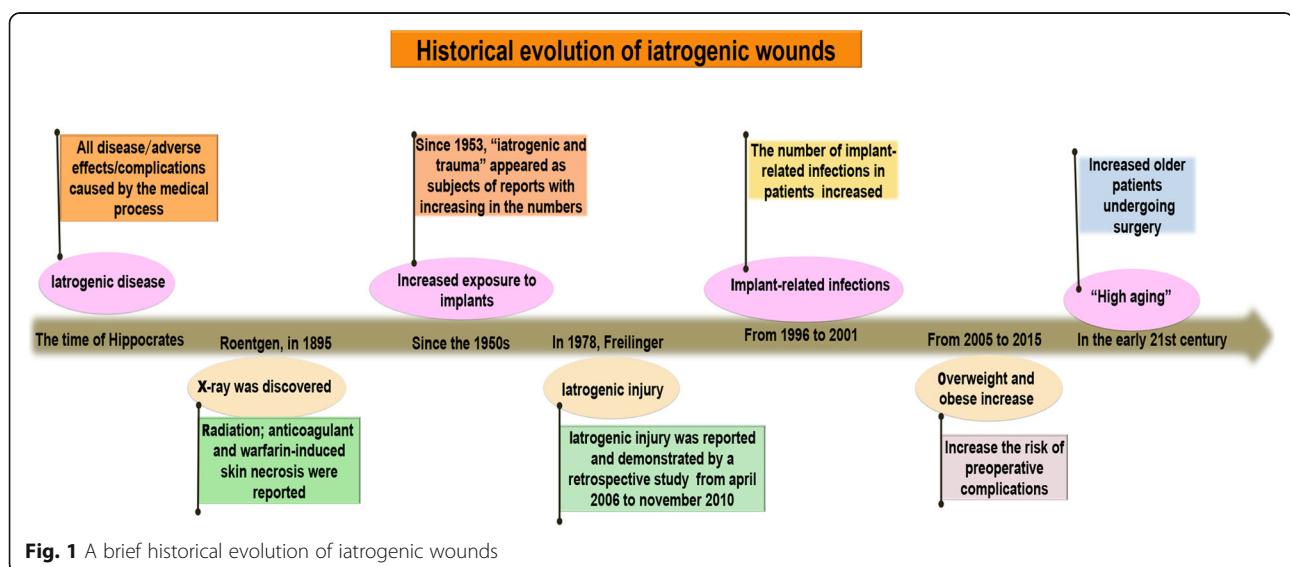 Historical evolution of iatrogenic wounds
All disease/adverse
effects/complications
caused by the medical
process
Since 1953, “iatrogenic and
trauma” appeared as
subjects of reports with
increasing in the numbers
The number of implant-
related infections in
patients increased
Increased older
patients
undergoing
surgery
Iatrogenic disease
Increased exposure to
implants
Implant-related infections
“High aging”
The time of Hippocrates
Roentgen, in 1895
Since the 1950s
In 1978, Freilinger
From 1996 to 2001
From 2005 to 2015
In the early 21st century
X-ray was discovered
Iatrogenic injury
Overweight and
obese increase
Radiation; anticoagulant
and warfarin-induced
skin necrosis were
reported
Iatrogenic injury was reported
and demonstrated by a
retrospective study from april
2006 to november 2010
Increase the risk of
preoperative
complications
Fig. 1 A brief historical evolution of iatrogenic wounds